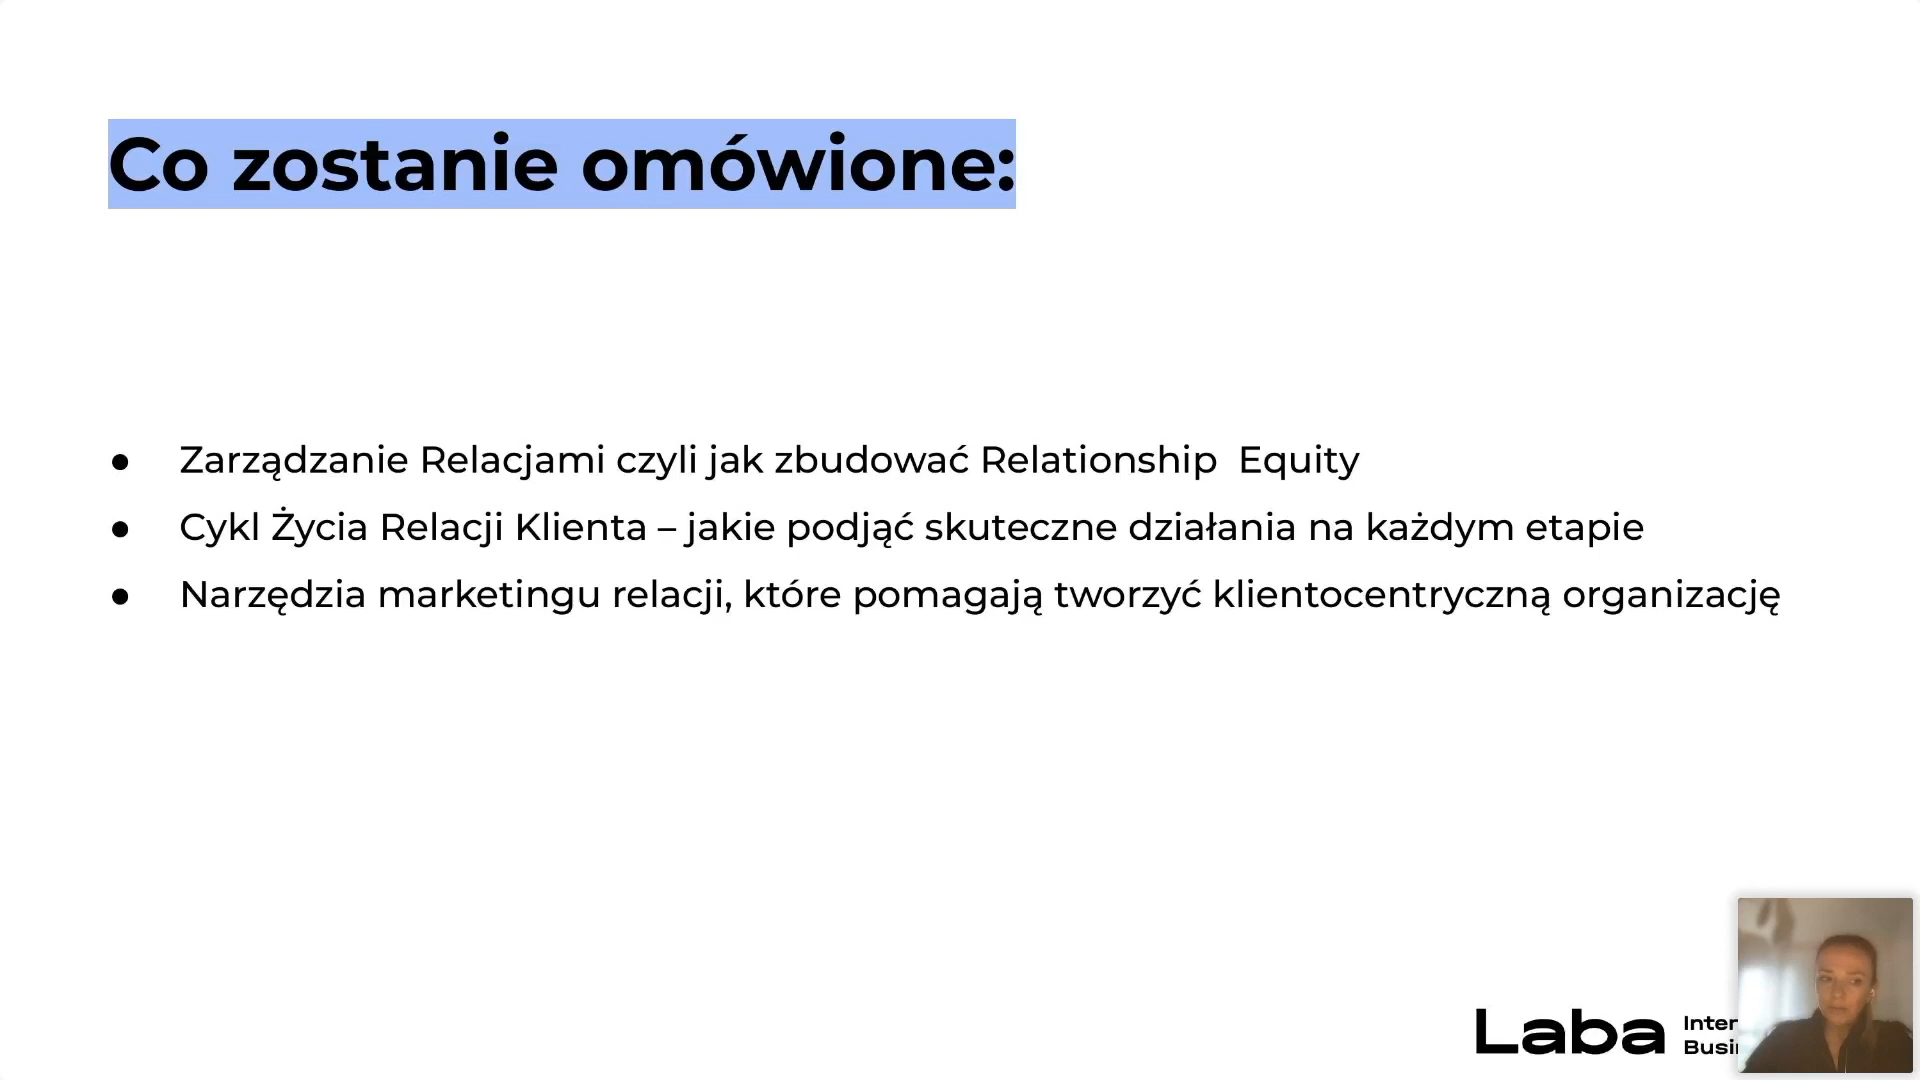 Co zostanie omówione:
● Zarządzanie Relacjami czyli jak zbudować Relationship  Equity
● Cykl Życia Relacji Klienta – jakie podjąć skuteczne działania na każdym etapie
● Narzędzia marketingu relacji, które pomagają tworzyć klientocentryczną organizację
Laba